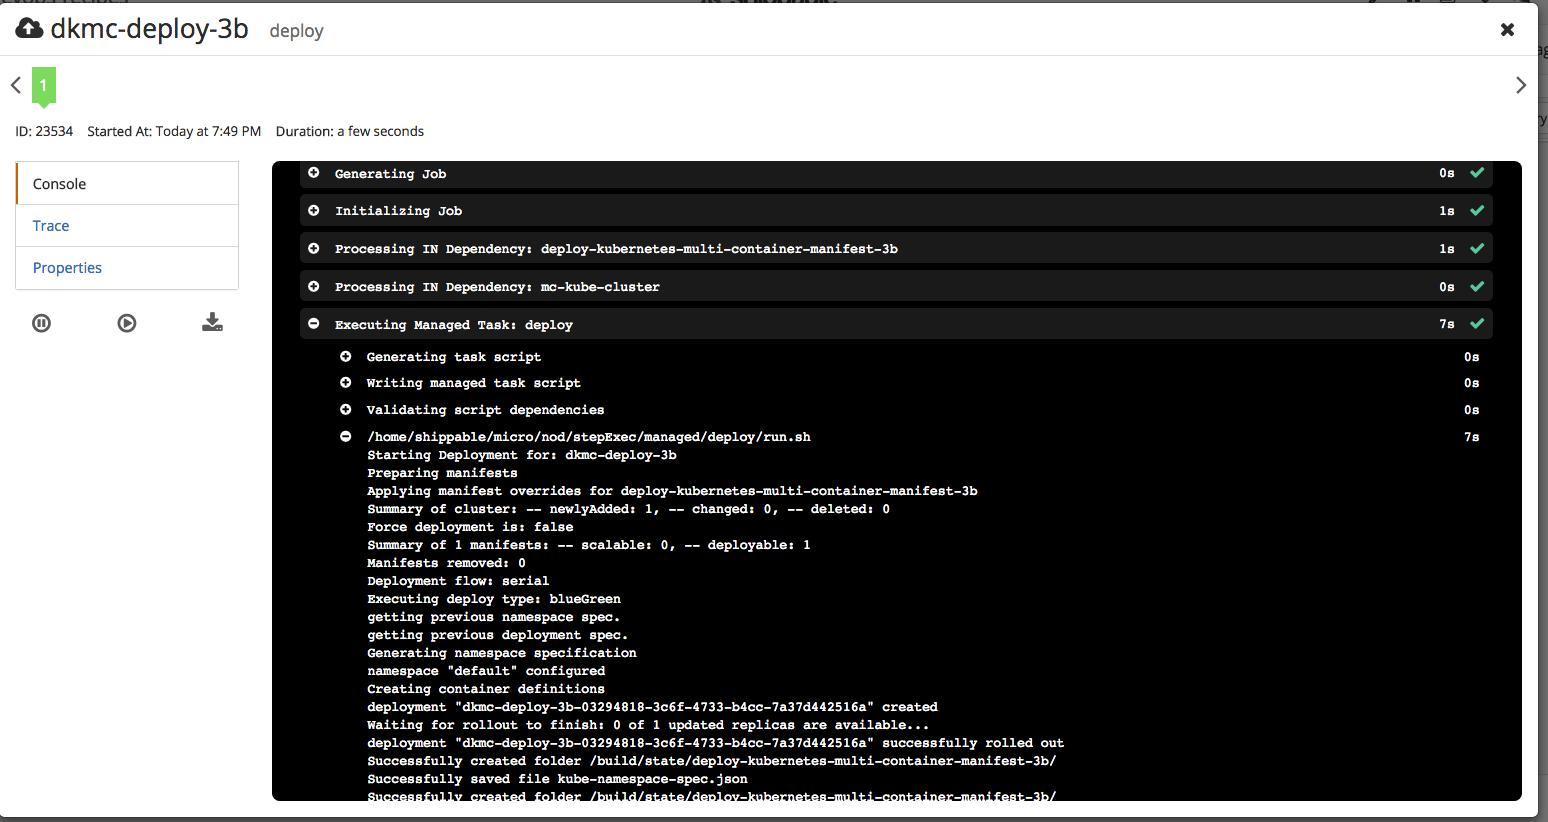 dkmc-deploy-3b deploy
1
ID: 23534 Started At: Today at 7:49 PM Duration: a few seconds
Console
Trace
Properties
Generating Job 0s
Initializing Job 1s
Processing IN Dependency: deploy-kubernetes-multi-container-manifest-3b 1s
Processing IN Dependency: mc-kube-cluster 0s
Executing Managed Task: deploy 7s
Generating task script 0s
Writing managed task script 0s
Validating script dependencies 0s
/home/shippable/micro/nod/stepExec/managed/deploy/run.sh 7s
Starting Deployment for: dkmc-deploy-3b
Preparing manifests
Applying manifest overrides for deploy-kubernetes-multi-container-manifest-3b
Summary of cluster: -- newlyAdded: 1, -- changed: 0, -- deleted: 0
Force deployment is: false
Summary of 1 manifests: -- scalable: 0, -- deployable: 1
Manifests removed: 0
Deployment flow: serial
Executing deploy type: blueGreen
getting previous namespace spec.
getting previous deployment spec.
Generating namespace specification
namespace "default" configured
Creating container definitions
deployment "dkmc-deploy-3b-03294818-3c6f-4733-b4cc-7a37d442516a" created
Waiting for rollout to finish: 0 of 1 updated replicas are available...
deployment "dkmc-deploy-3b-03294818-3c6f-4733-b4cc-7a37d442516a" successfully rolled out
Successfully created folder /build/state/deploy-kubernetes-multi-container-manifest-3b/
Successfully saved file kube-namespace-spec.json
Successfully created folder /build/state/deploy-kubernetes-multi-container-manifest-3b/